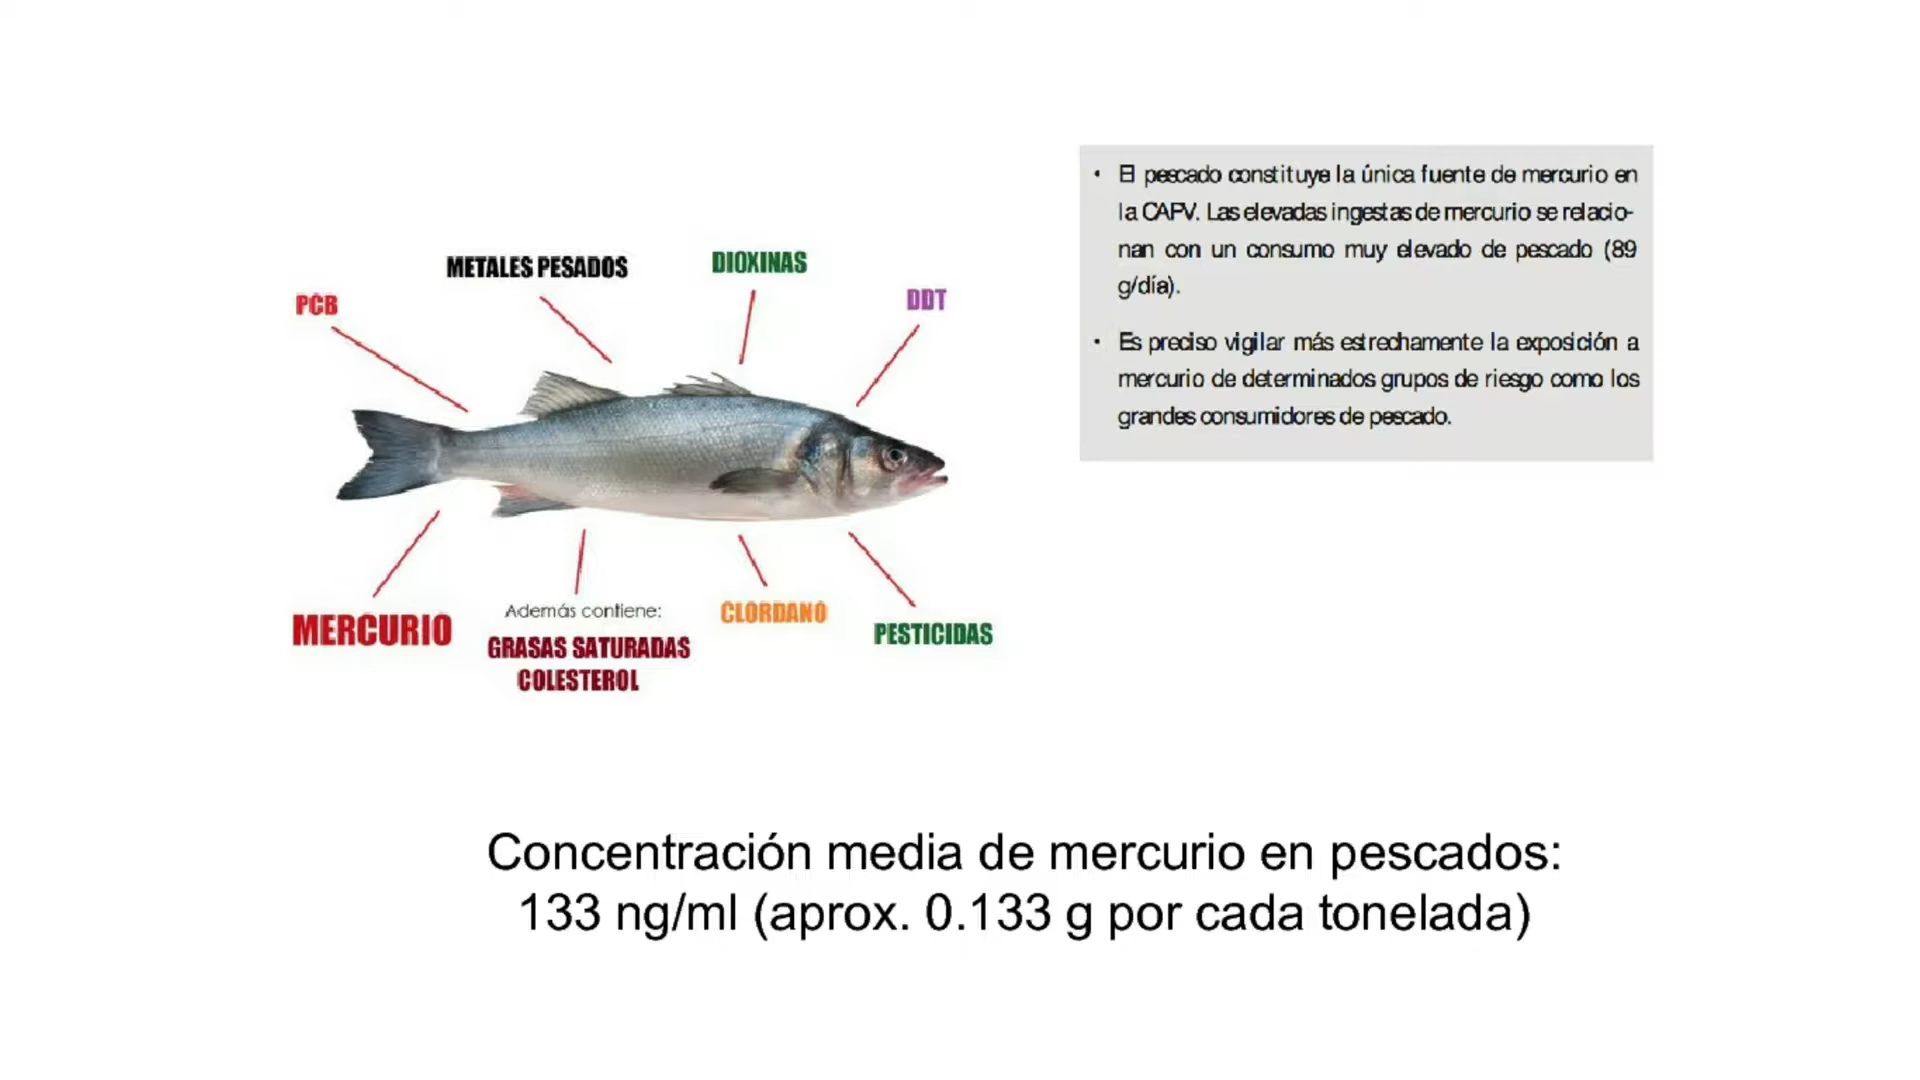 METALES PESADOS
DIOXINAS
PCB
DDT
MERCURIO
Además contiene:
GRASAS SATURADAS
COLESTEROL
CLORDANO
PESTICIDAS
• El pescado constituye la única fuente de mercurio en
la CAPV. Las elevadas ingestas de mercurio se relacio-
nan con un consumo muy elevado de pescado (89
g/día).
• Es preciso vigilar más estrechamente la exposición a
mercurio de determinados grupos de riesgo como los
grandes consumidores de pescado.
Concentración media de mercurio en pescados:
133 ng/ml (aprox. 0.133 g por cada tonelada)